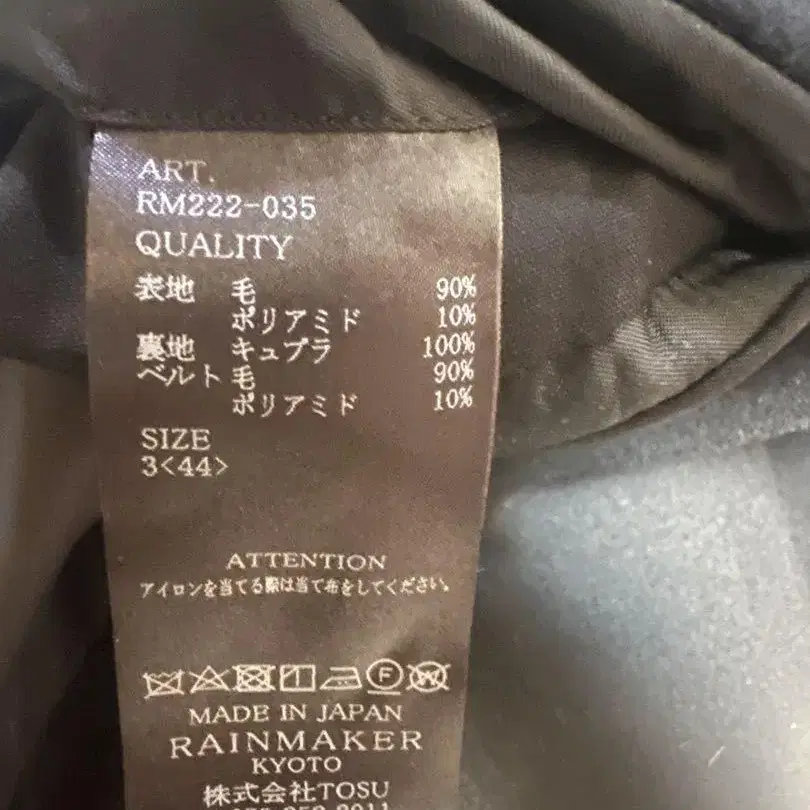 ART.
RM222-035
QUALITY
表地 毛 90%
ポリアミド 10%
裏地 キュプラ 100%
ベルト 毛 90%
ポリアミド 10%
SIZE
3<44>
ATTENTION
アイロンを当てる際は当て布をしてください。
F W
MADE IN JAPAN
RAINMAKER
KYOTO
株式会社TOSU